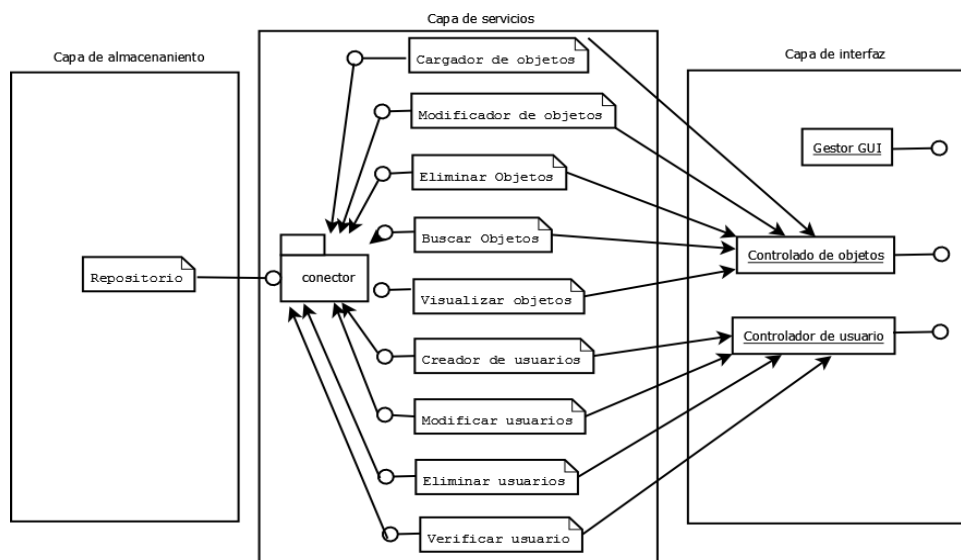 Capa de servicios
Capa de almacenaniento
Capa de interfaz
Cargador de objetos
Modificador de objetos
Gestor GUI
Eliminar Objetos
Buscar Objetos
Controlado de objetos
Repositorio
conector
Visualizar objetos
Controlador de usuario
Creador de usuarios
Modificar usuarios
Eliminar usuarios
Verificar usuario